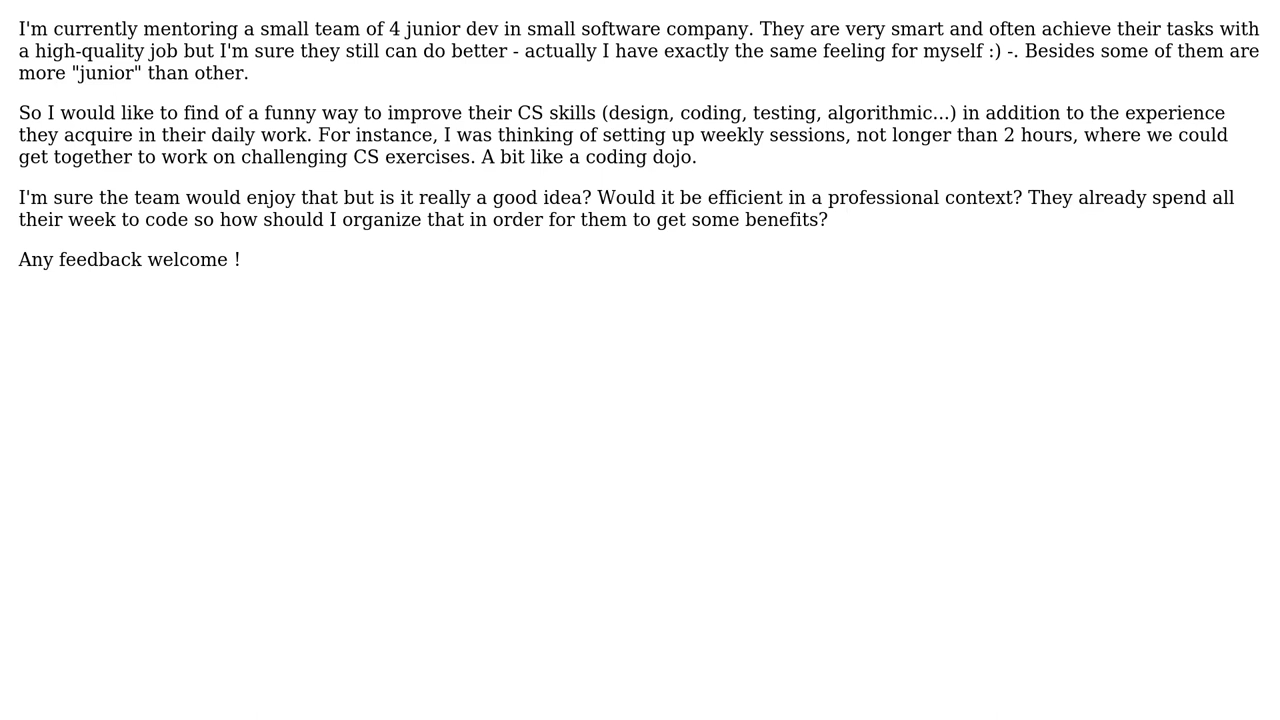 I'm currently mentoring a small team of 4 junior dev in small software company. They are very smart and often achieve their tasks with
a high-quality job but I'm sure they still can do better - actually I have exactly the same feeling for myself :) -. Besides some of them are
more "junior" than other.
So I would like to find of a funny way to improve their CS skills (design, coding, testing, algorithmic...) in addition to the experience
they acquire in their daily work. For instance, I was thinking of setting up weekly sessions, not longer than 2 hours, where we could
get together to work on challenging CS exercises. A bit like a coding dojo.
I'm sure the team would enjoy that but is it really a good idea? Would it be efficient in a professional context? They already spend all
their week to code so how should I organize that in order for them to get some benefits?
Any feedback welcome !